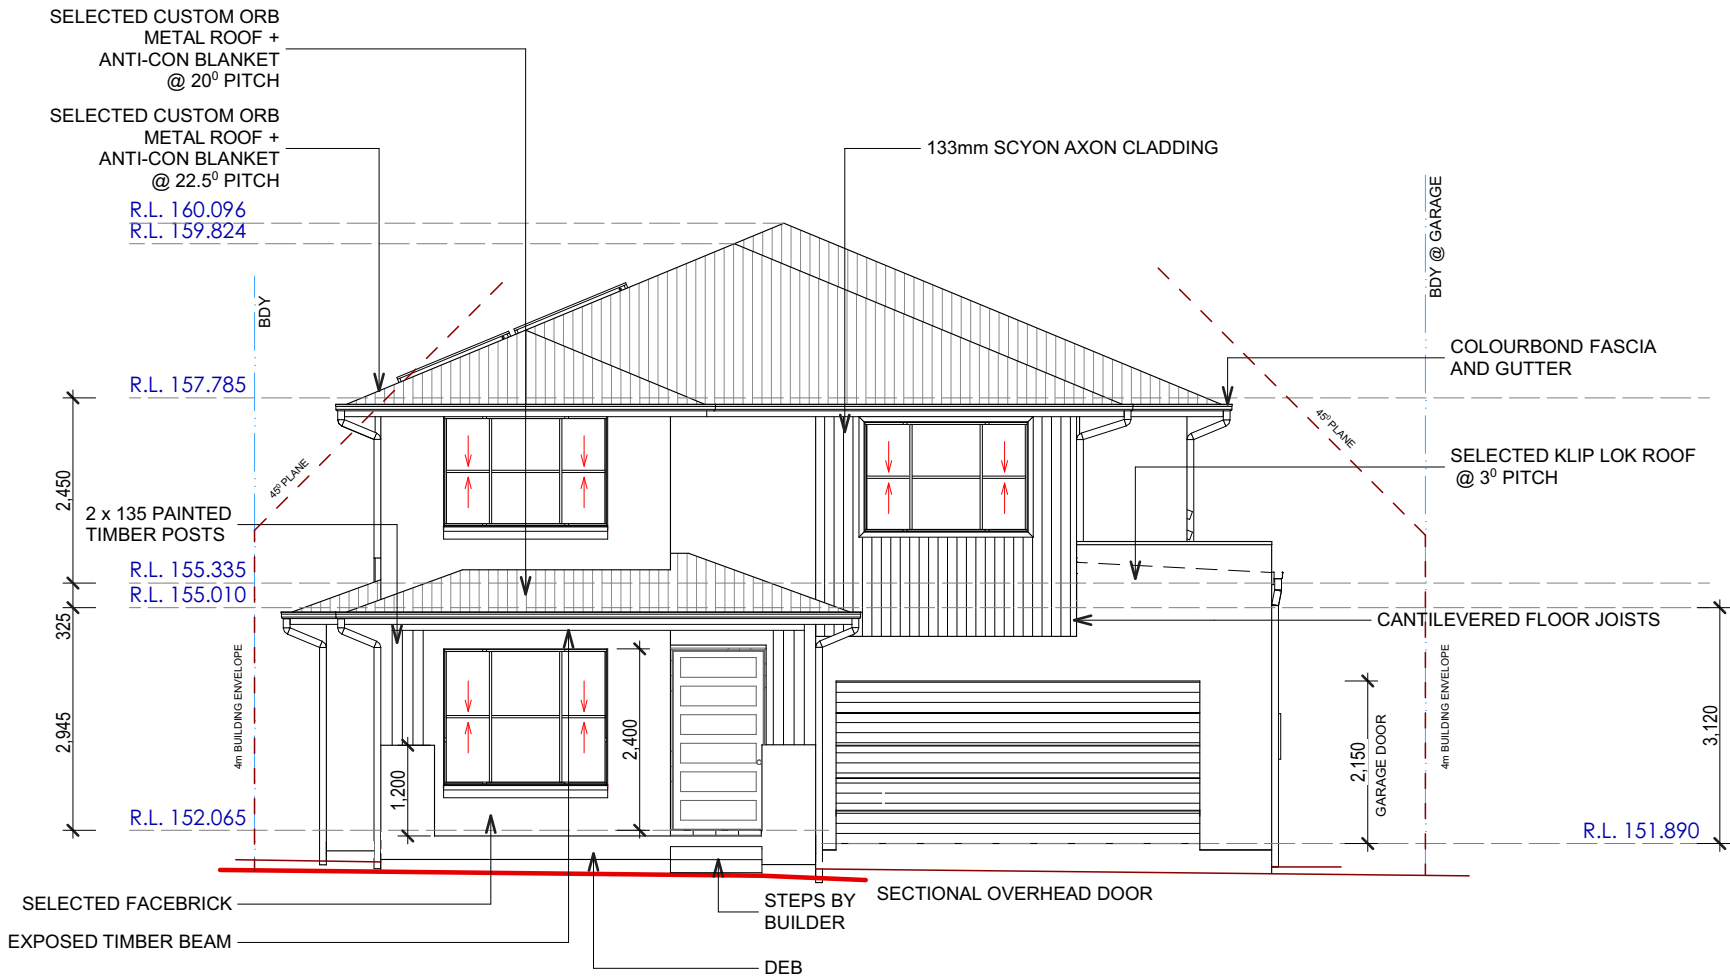 SELECTED CUSTOM ORB
METAL ROOF +
ANTI-CON BLANKET
@ 20⁰ PITCH
SELECTED CUSTOM ORB
METAL ROOF +
ANTI-CON BLANKET
@ 22.5⁰ PITCH
133mm SCYON AXON CLADDING
R.L. 160.096
R.L. 159.824
BDY
BDY @ GARAGE
COLOURBOND FASCIA
AND GUTTER
R.L. 157.785
45⁰ PLANE
45⁰ PLANE
SELECTED KLIP LOK ROOF
@ 3⁰ PITCH
2,450
2 x 135 PAINTED
TIMBER POSTS
R.L. 155.335
R.L. 155.010
325
CANTILEVERED FLOOR JOISTS
4m BUILDING ENVELOPE
4m BUILDING ENVELOPE
2,945
2,400
1,200
2,150
GARAGE DOOR
3,120
R.L. 152.065
R.L. 151.890
SELECTED FACEBRICK
STEPS BY
BUILDER
SECTIONAL OVERHEAD DOOR
EXPOSED TIMBER BEAM
DEB